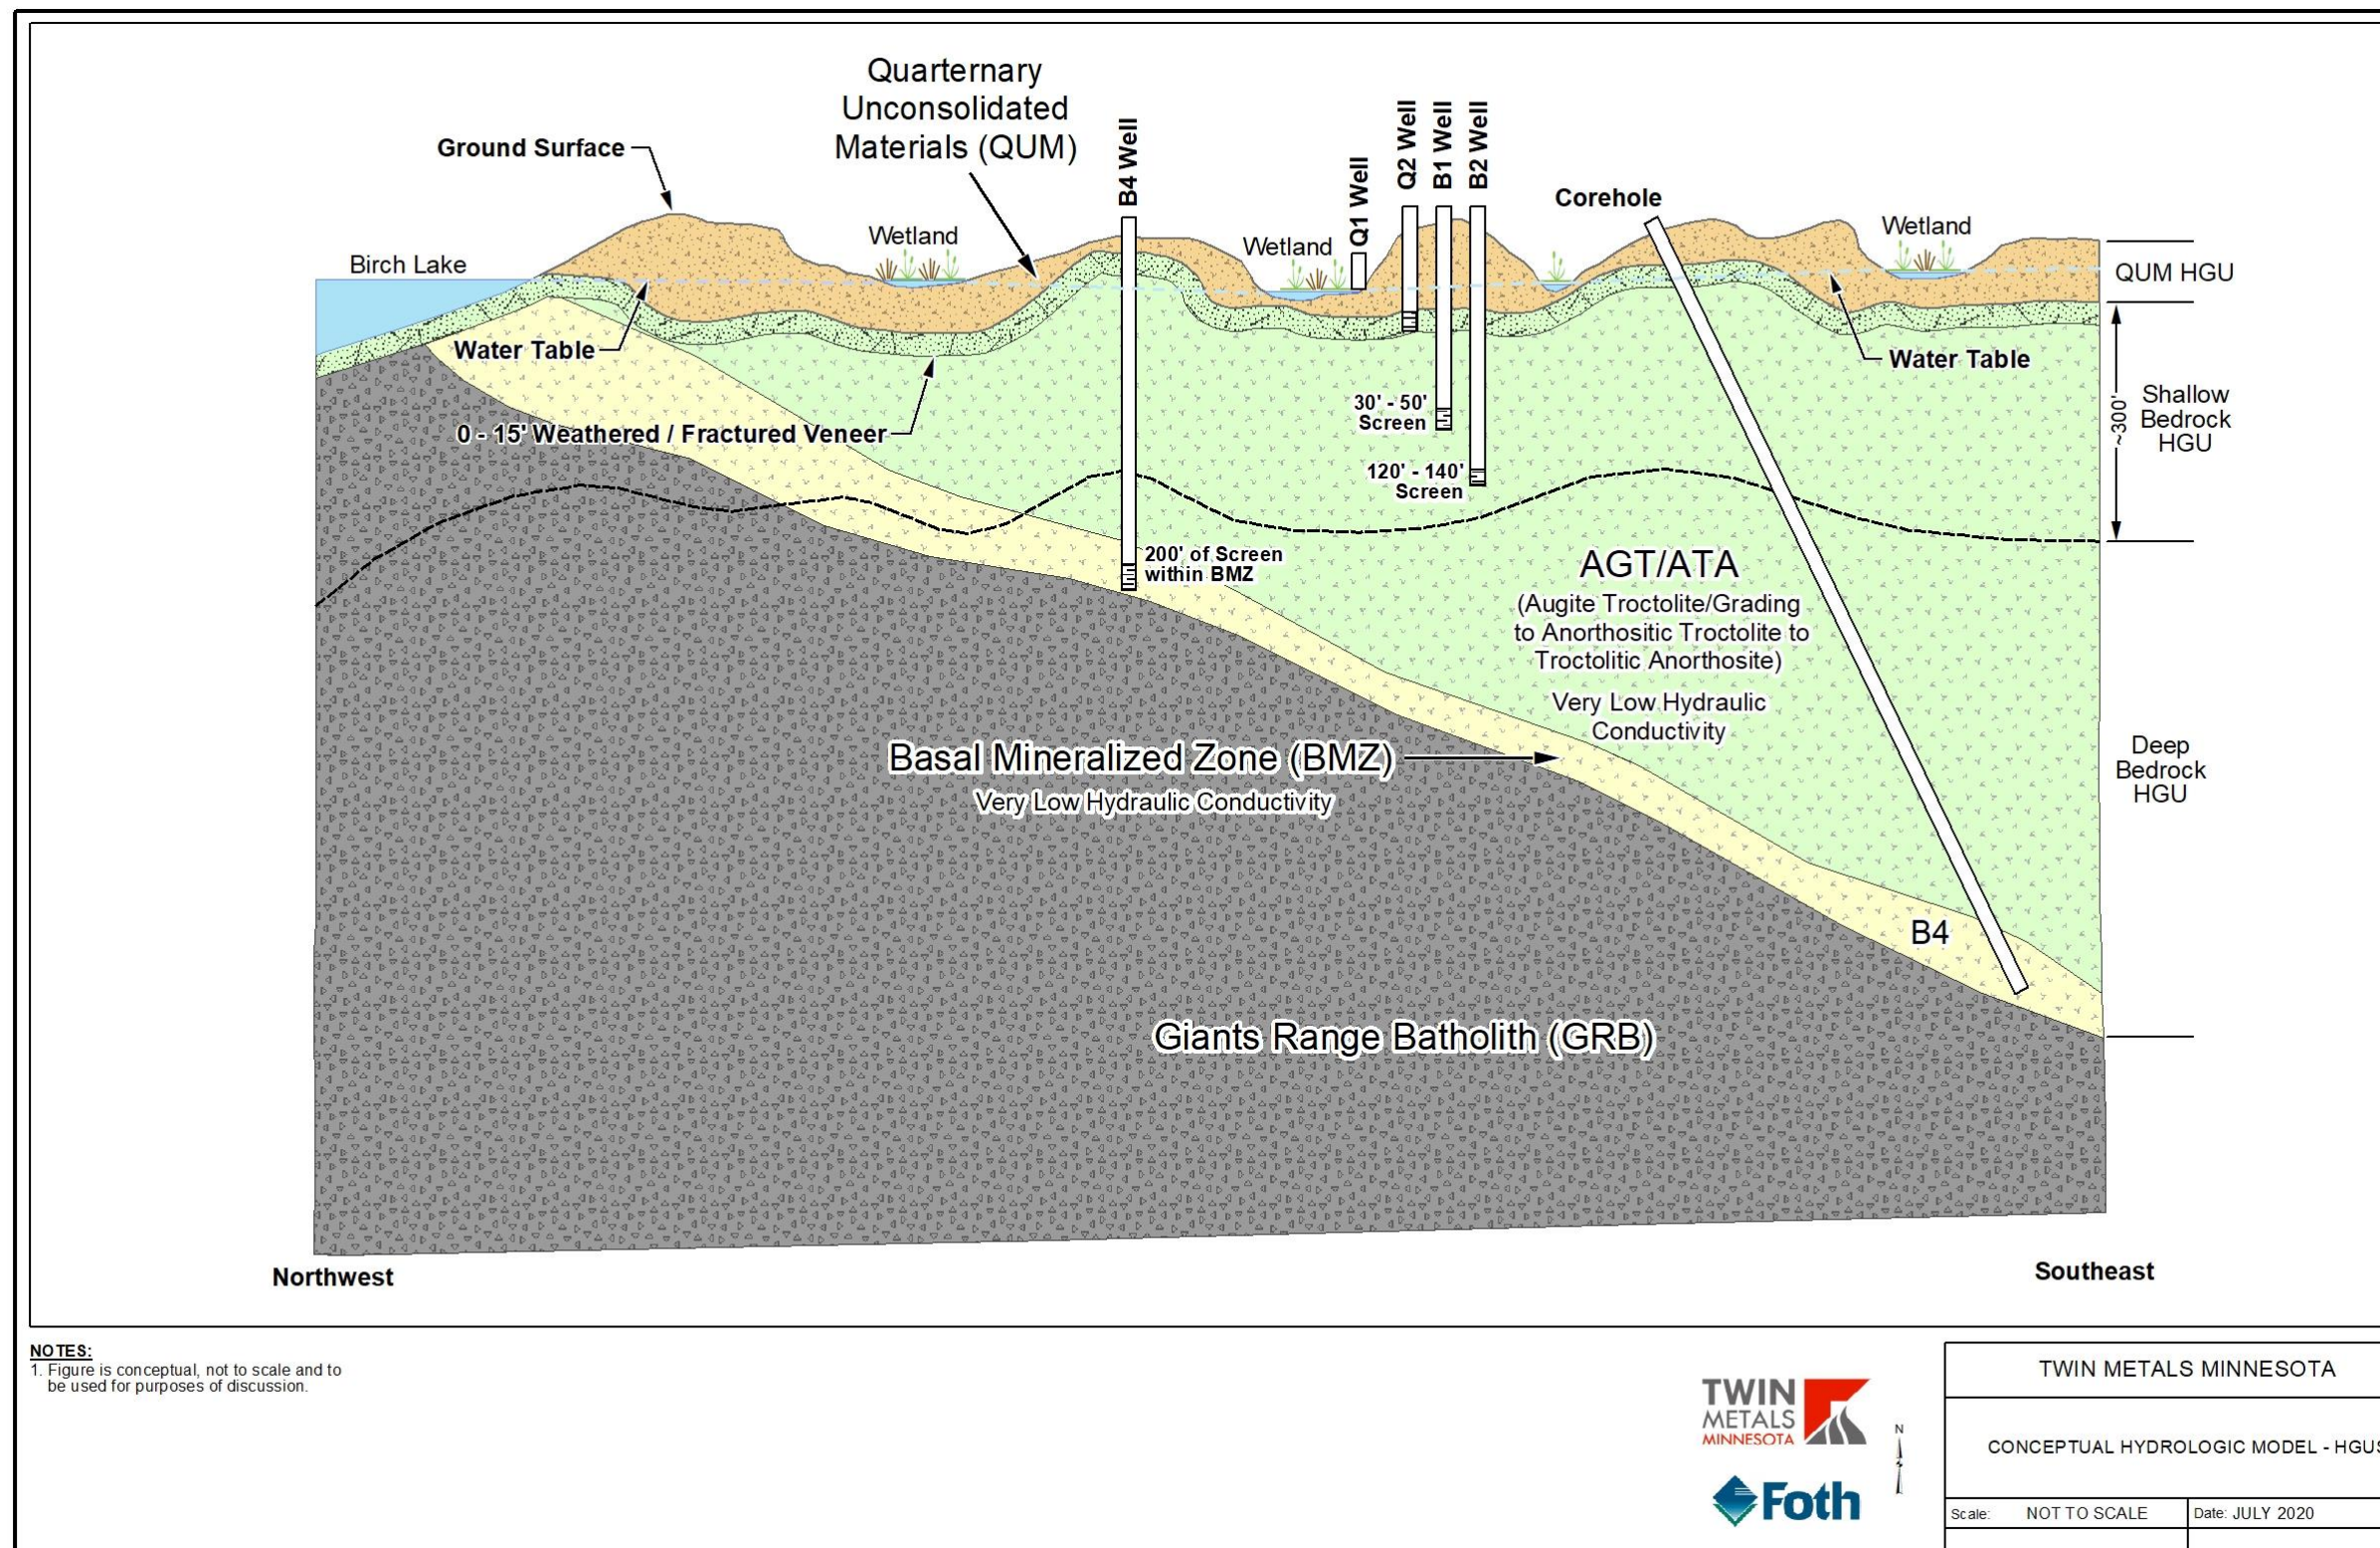 Quarternary
Unconsolidated
Materials (QUM)
Ground Surface
B4 Well
Q1 Well
Q2 Well
B1 Well
B2 Well
Corehole
Birch Lake
Wetland
Wetland
Wetland
QUM HGU
Water Table
Water Table
0 - 15' Weathered / Fractured Veneer
30' - 50'
Screen
120' - 140'
Screen
~300'
Shallow
Bedrock
HGU
200' of Screen
within BMZ
AGT/ATA
(Augite Troctolite/Grading
to Anorthositic Troctolite to
Troctolitic Anorthosite)
Very Low Hydraulic
Conductivity
Basal Mineralized Zone (BMZ)
Very Low Hydraulic Conductivity
Deep
Bedrock
HGU
B4
Giants Range Batholith (GRB)
Northwest
Southeast
NOTES:
1. Figure is conceptual, not to scale and to
be used for purposes of discussion.
TWIN
METALS
MINNESOTA
N
Foth
TWIN METALS MINNESOTA
CONCEPTUAL HYDROLOGIC MODEL - HGUS
Scale: NOT TO SCALE
Date: JULY 2020